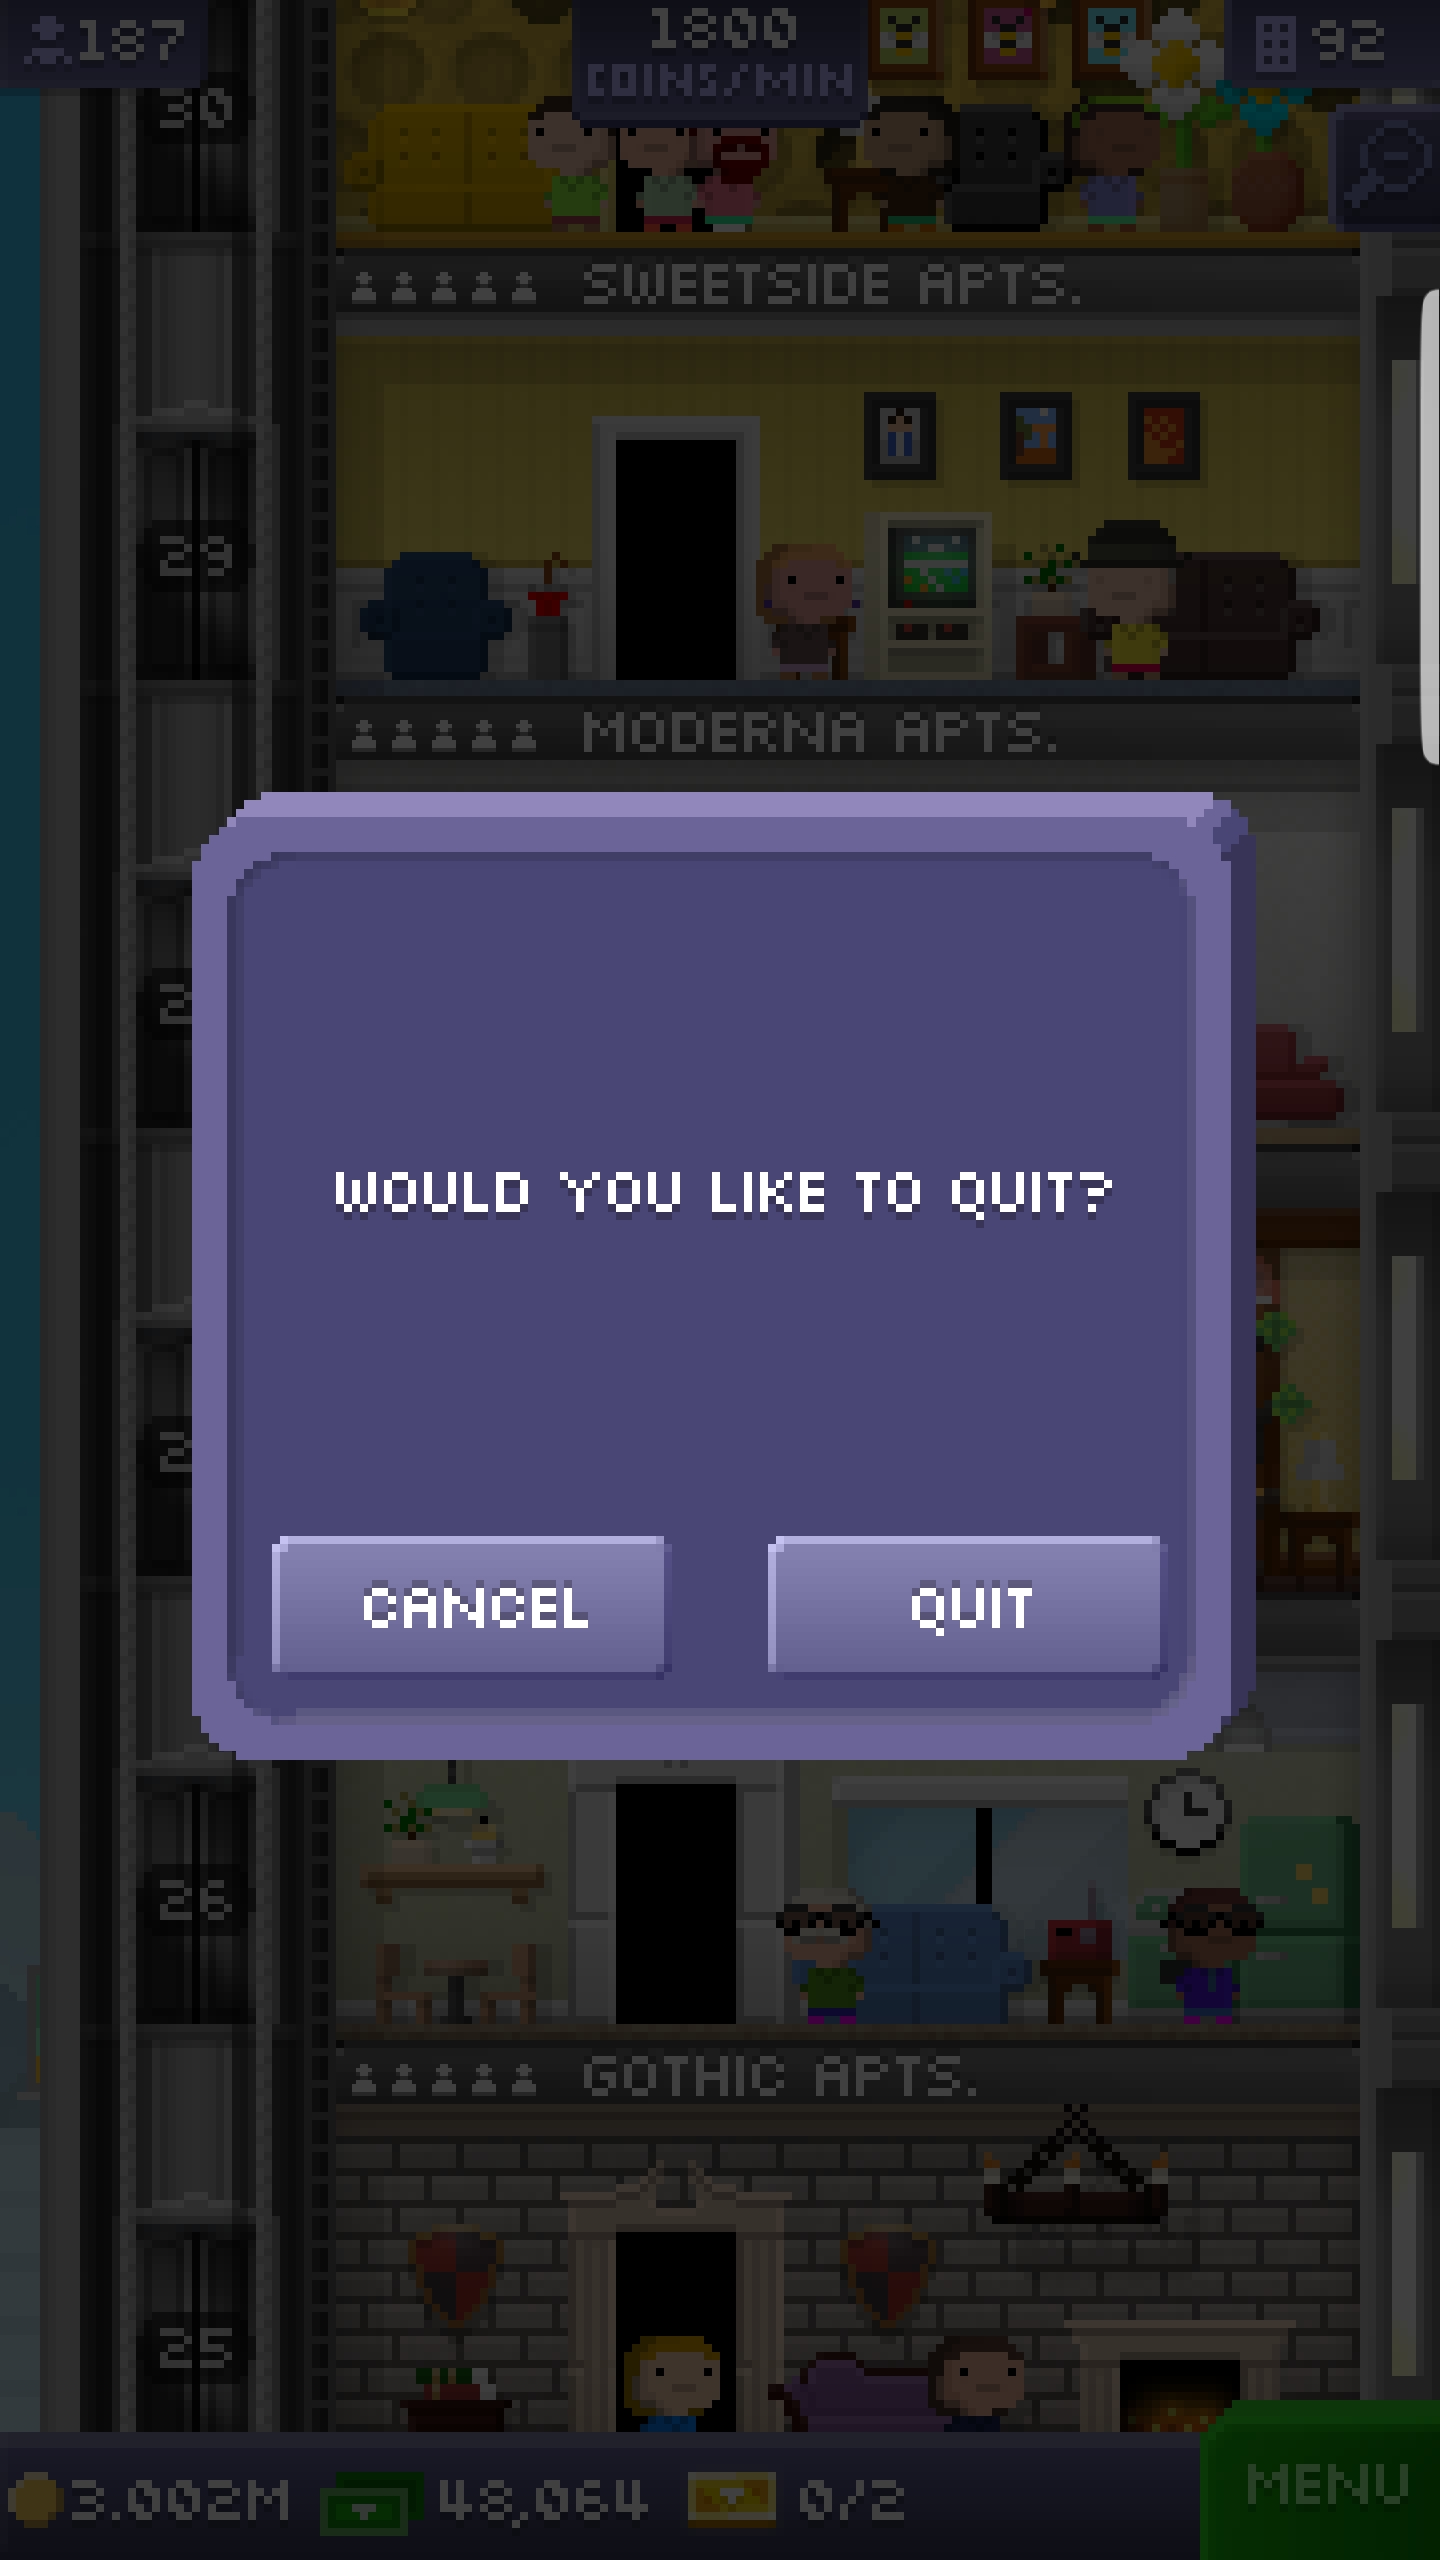 187
1800
COINS/MIN
92
30
SWEETSIDE APTS.
29
MODERNA APTS.
WOULD YOU LIKE TO QUIT?
CANCEL
QUIT
26
GOTHIC APTS.
25
3.002M
48,064
0/2
MENU